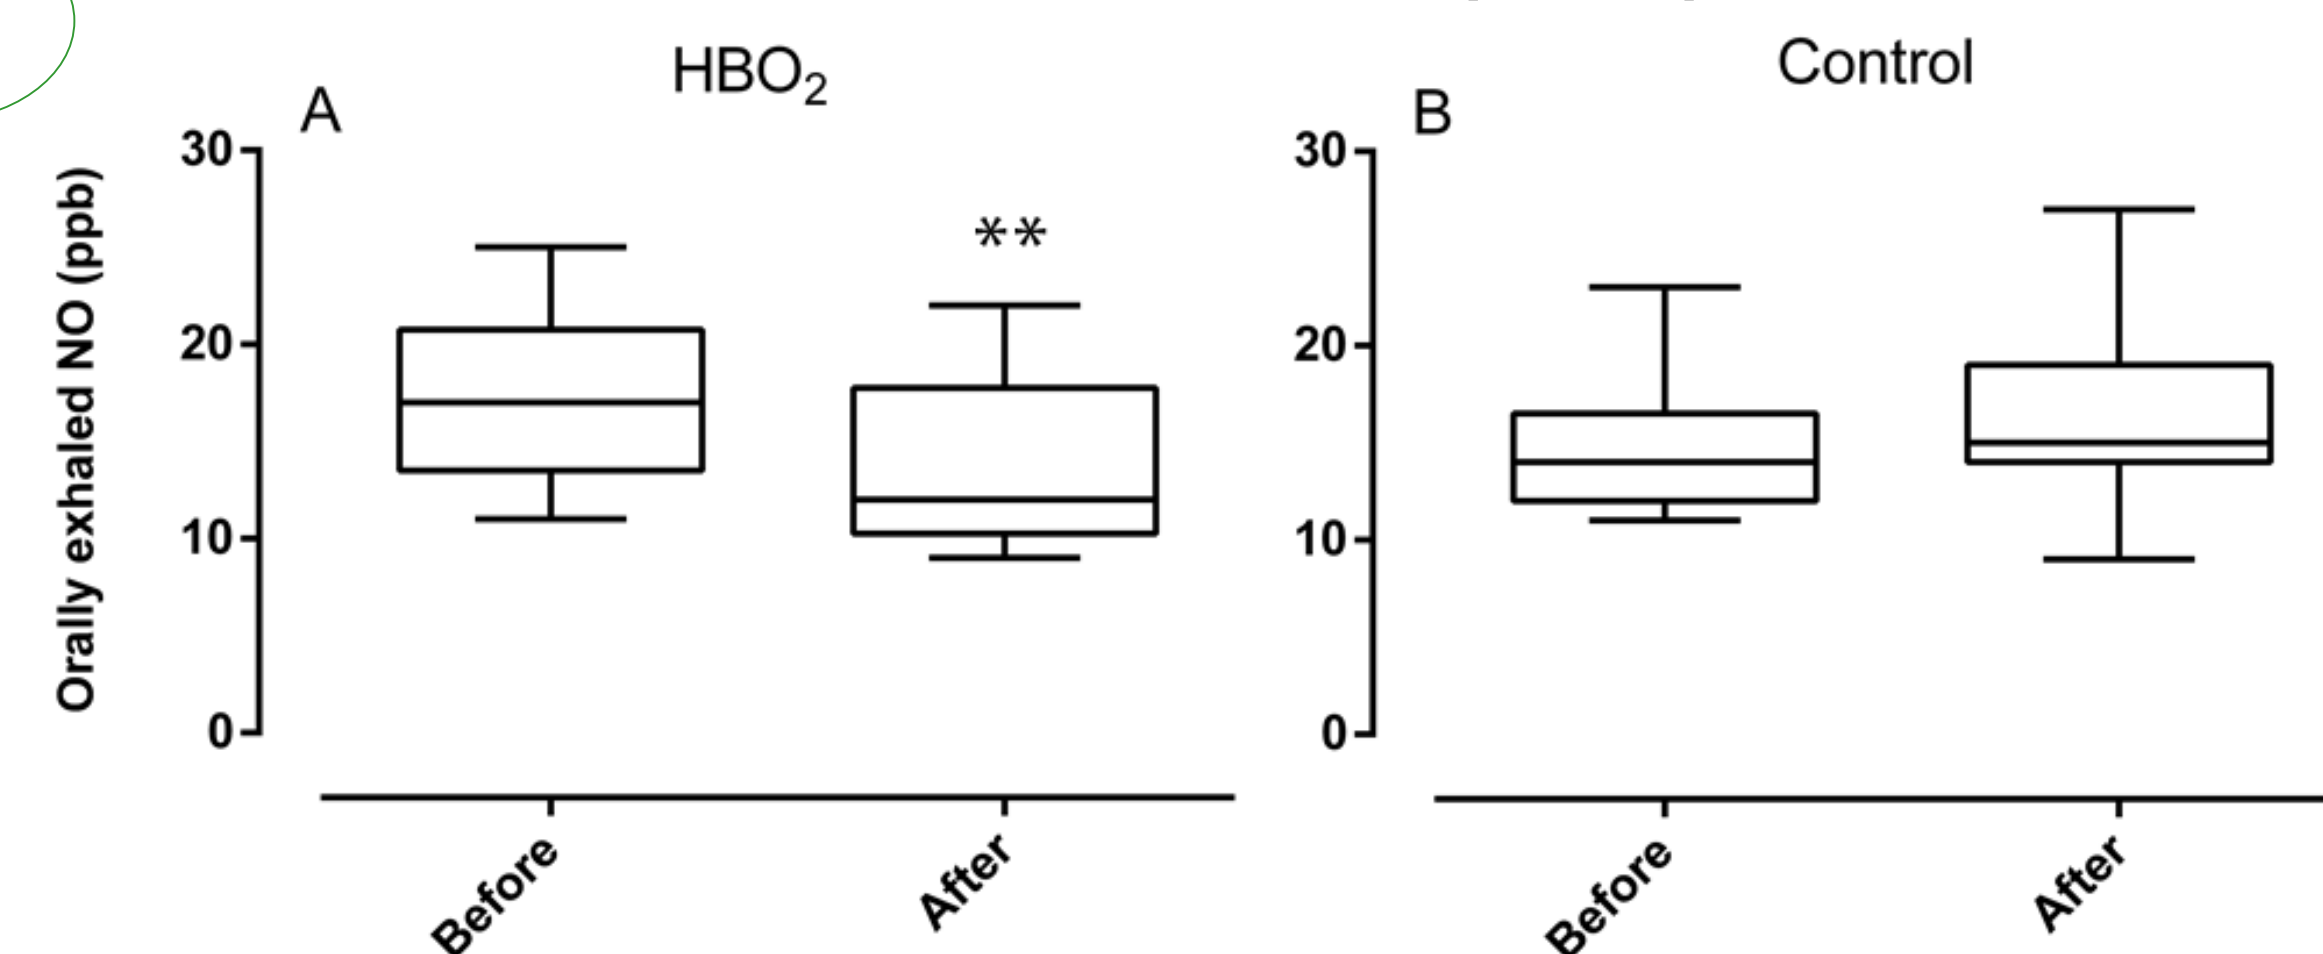 HBO₂
Control
A
B
Orally exhaled NO (ppb)
30
20
10
0
**
Before
After
30
20
10
0
Before
After